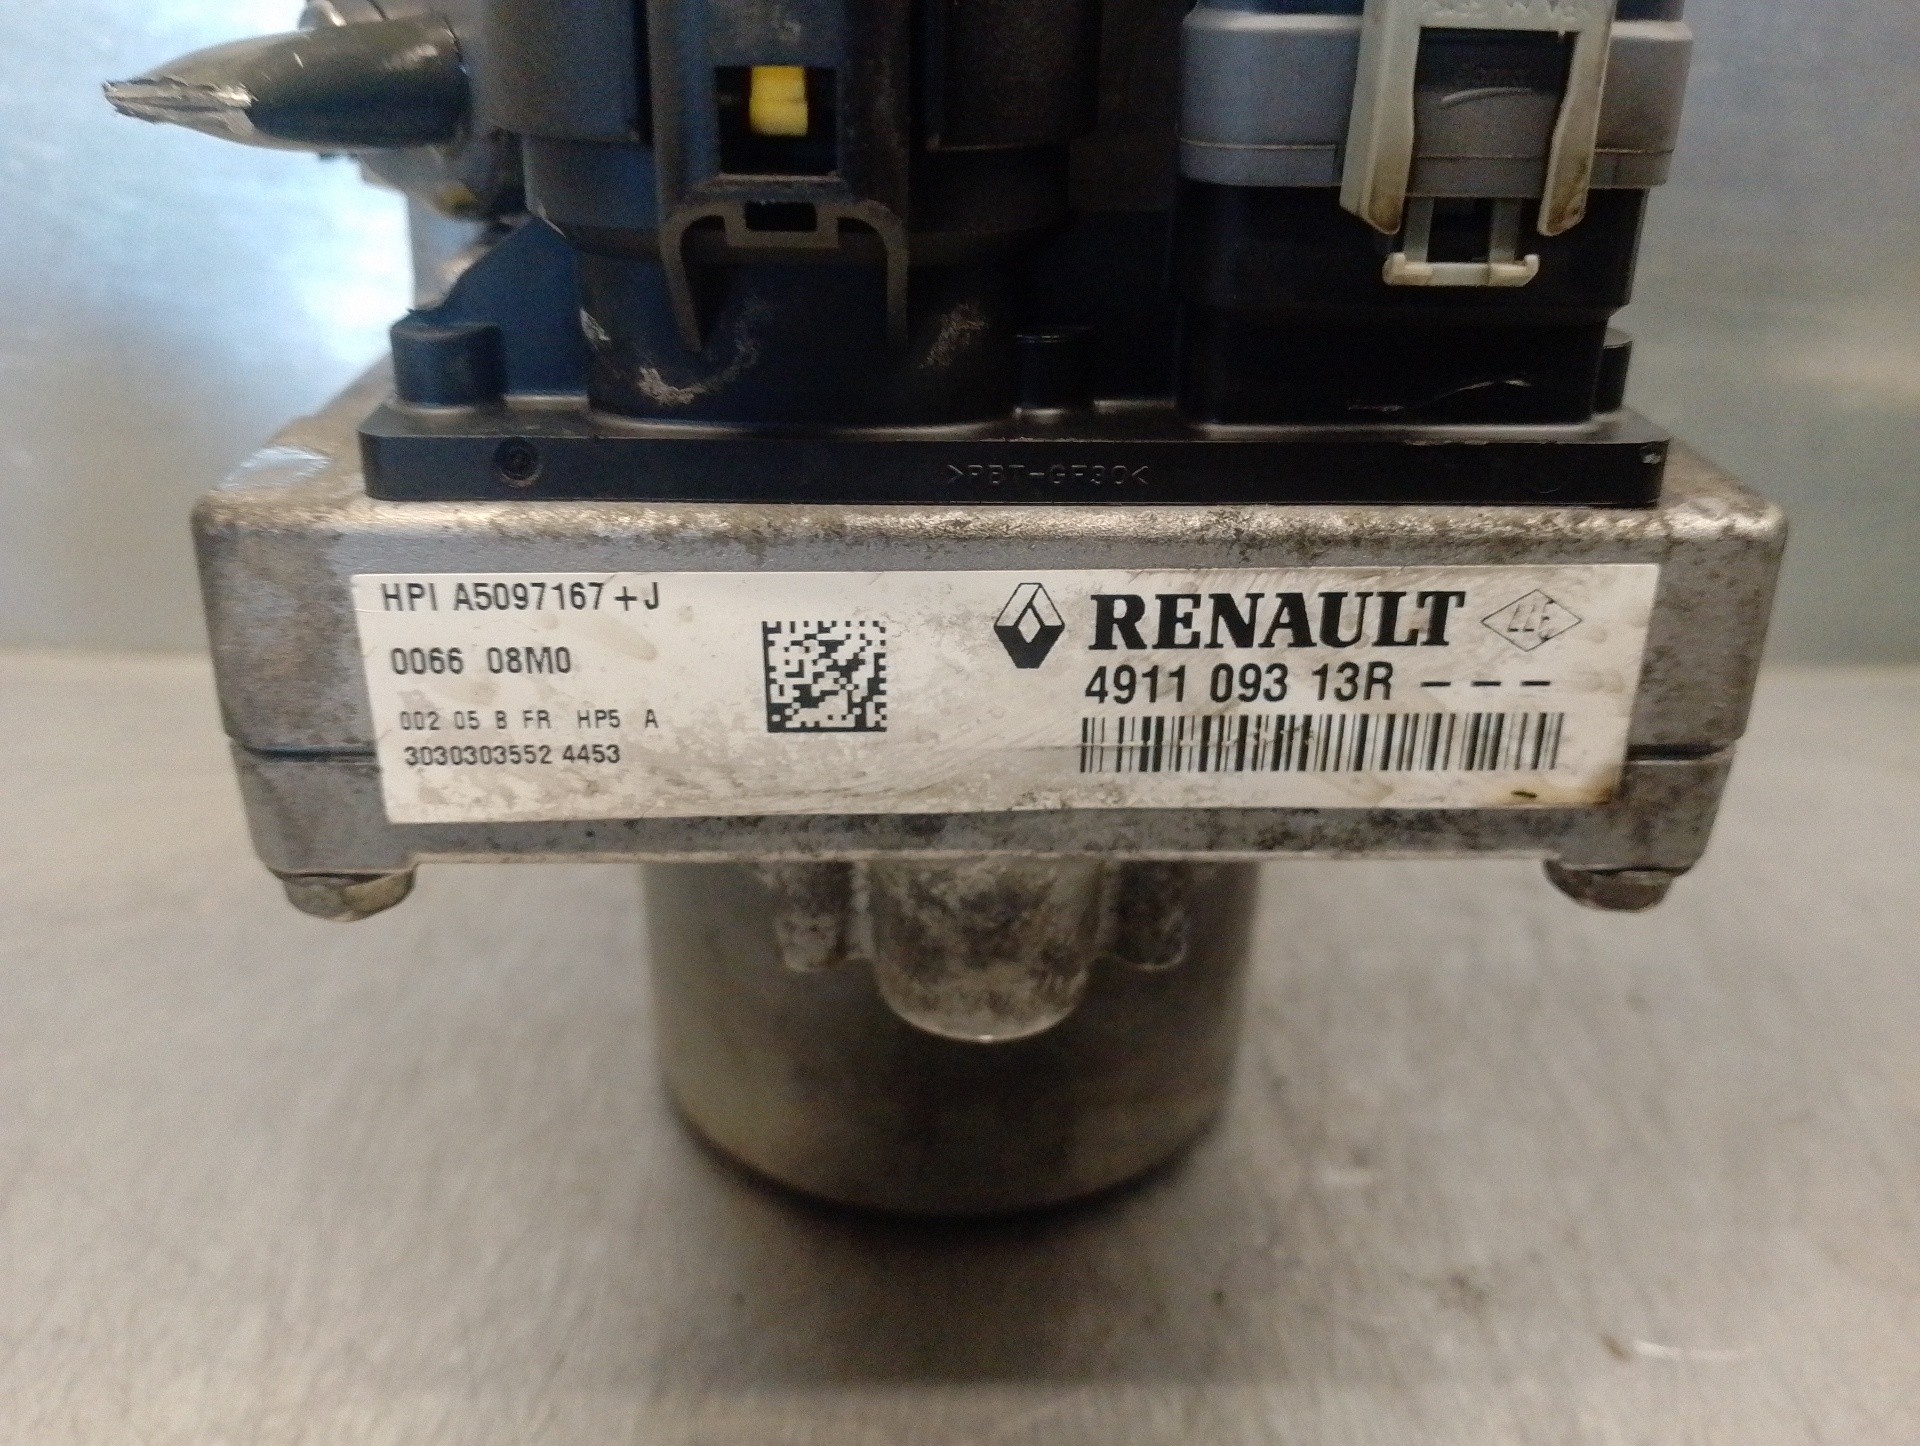 >PBT-GF30<
HPI A5097167+J
0066 08M0
002 05 B FR HP5 A
3030303552 4453
RENAULT
4911 093 13R ---